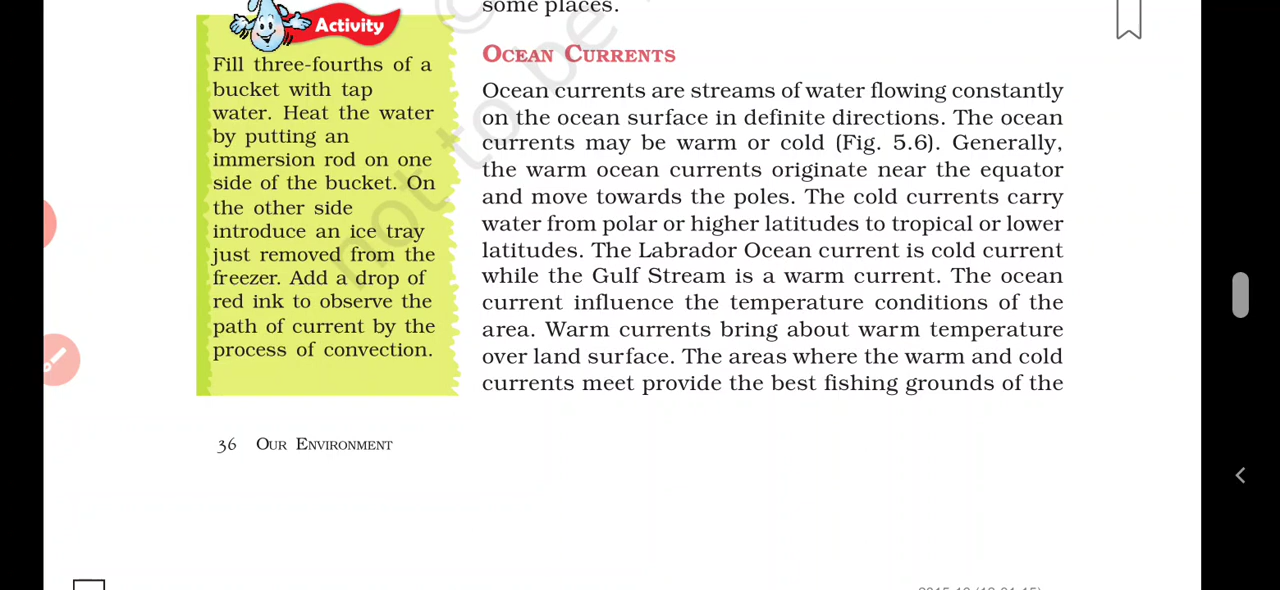 some places.
Activity
Fill three-fourths of a
bucket with tap
water. Heat the water
by putting an
immersion rod on one
side of the bucket. On
the other side
introduce an ice tray
just removed from the
freezer. Add a drop of
red ink to observe the
path of current by the
process of convection.
OCEAN CURRENTS
Ocean currents are streams of water flowing constantly
on the ocean surface in definite directions. The ocean
currents may be warm or cold (Fig. 5.6). Generally,
the warm ocean currents originate near the equator
and move towards the poles. The cold currents carry
water from polar or higher latitudes to tropical or lower
latitudes. The Labrador Ocean current is cold current
while the Gulf Stream is a warm current. The ocean
current influence the temperature conditions of the
area. Warm currents bring about warm temperature
over land surface. The areas where the warm and cold
currents meet provide the best fishing grounds of the
36 OUR ENVIRONMENT
©
not to be